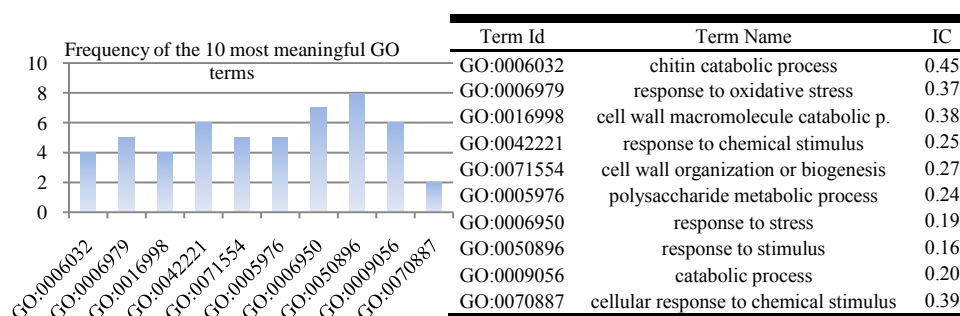 Frequency of the 10 most meaningful GO
terms
10
8
6
4
2
0
GO:0006032
GO:0006979
GO:0016998
GO:0042221
GO:0071554
GO:0005976
GO:0006950
GO:0050896
GO:0009056
GO:0070887
Term Id Term Name IC
GO:0006032 chitin catabolic process 0.45
GO:0006979 response to oxidative stress 0.37
GO:0016998 cell wall macromolecule catabolic p. 0.38
GO:0042221 response to chemical stimulus 0.25
GO:0071554 cell wall organization or biogenesis 0.27
GO:0005976 polysaccharide metabolic process 0.24
GO:0006950 response to stress 0.19
GO:0050896 response to stimulus 0.16
GO:0009056 catabolic process 0.20
GO:0070887 cellular response to chemical stimulus 0.39